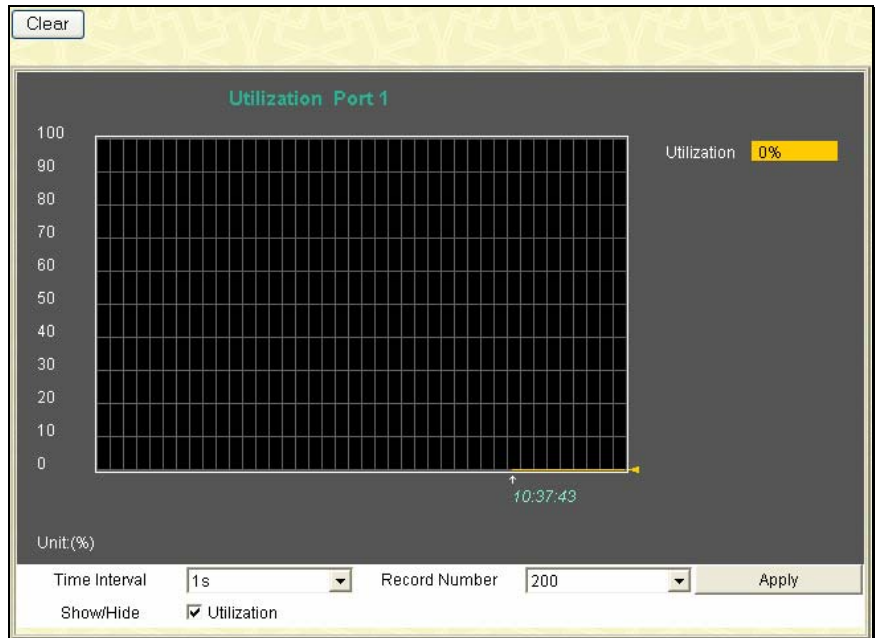 Clear
Utilization Port 1
100
90
80
70
60
50
40
30
20
10
0
Utilization 0%
10:37:43
Unit:(%)
Time Interval 1s Record Number 200 Apply
Show/Hide Utilization